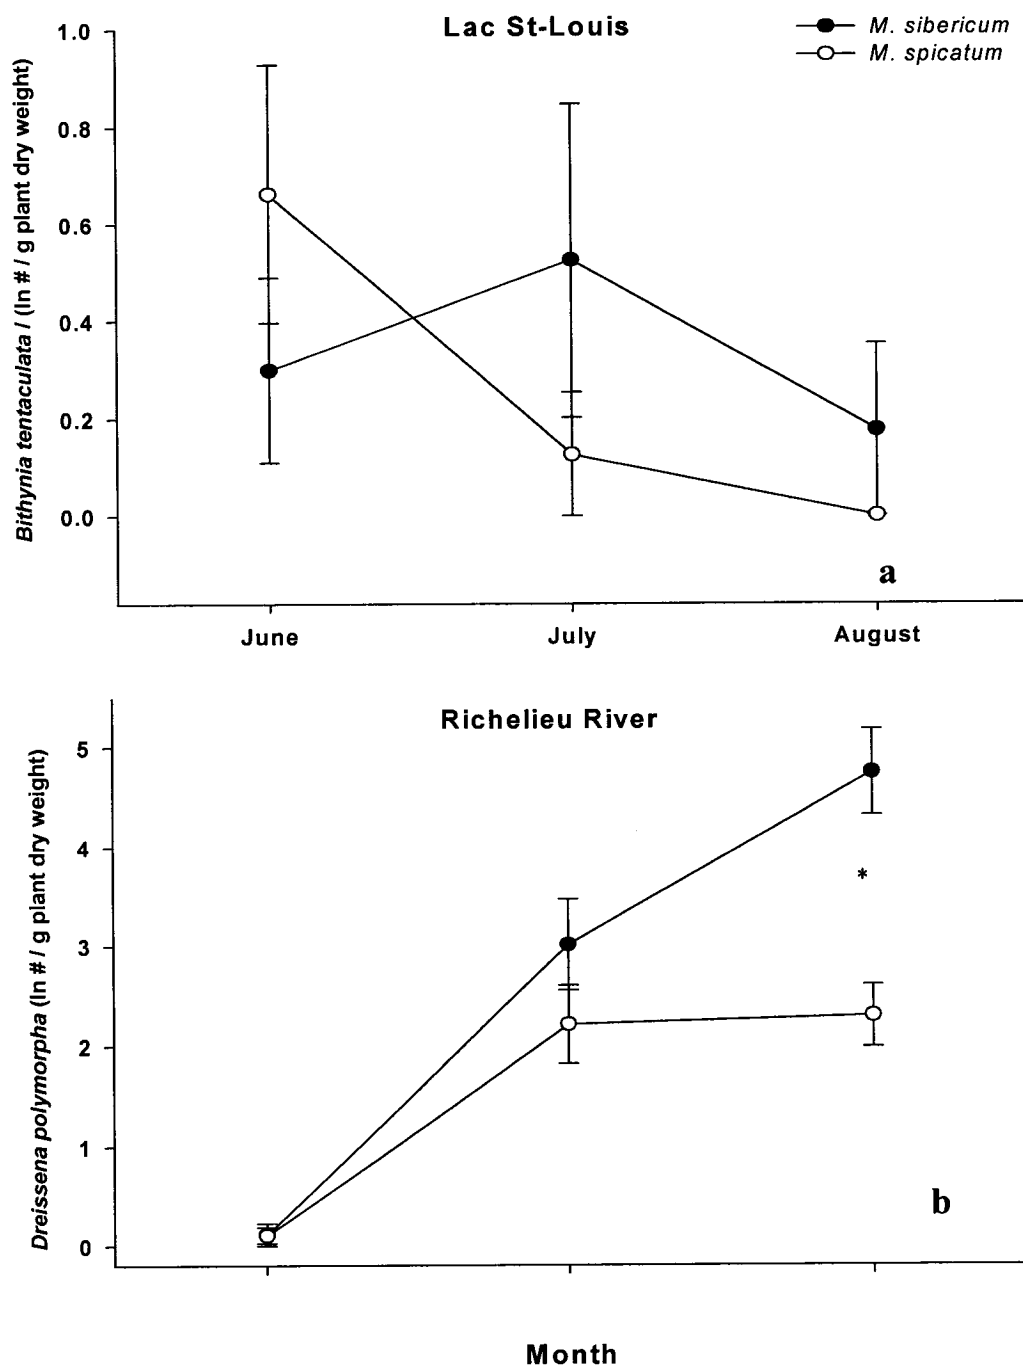 Lac St-Louis
M. sibericum
M. spicatum
Bithynia tentaculata / (ln # / g plant dry weight)
1.0
0.8
0.6
0.4
0.2
0.0
a
June July August
Richelieu River
Dreissena polymorpha (ln # / g plant dry weight)
5
4
*
3
2
1
b
0
Month